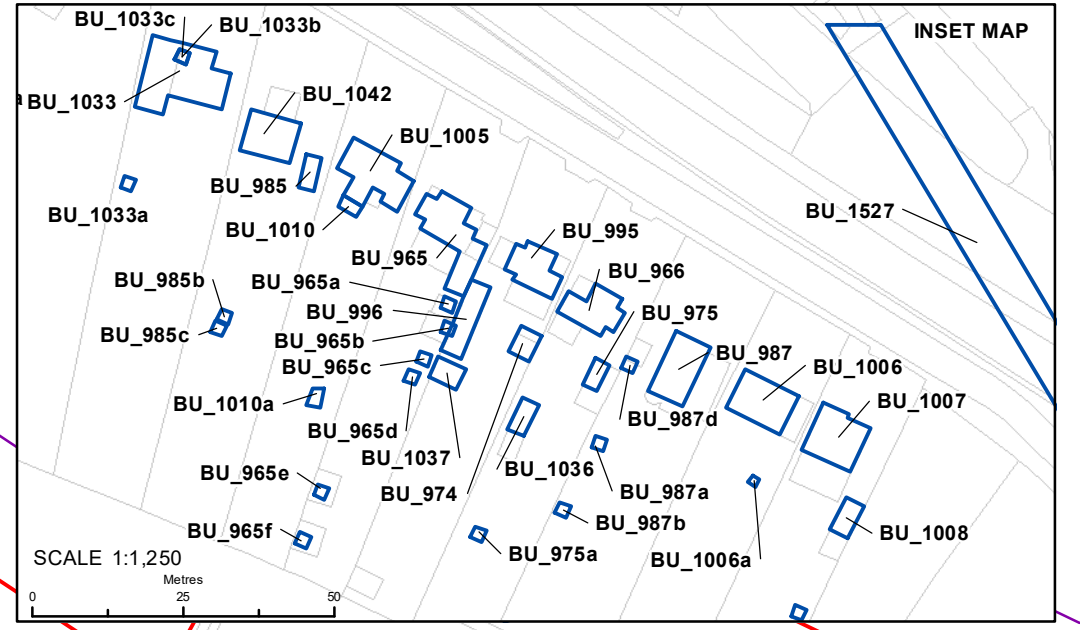 BU_1033c
BU_1033b
INSET MAP
BU_1033
BU_1042
BU_1005
BU_985
BU_1033a
BU_1527
BU_1010
BU_995
BU_965
BU_966
BU_985b
BU_965a
BU_996
BU_975
BU_985c
BU_965b
BU_987
BU_965c
BU_1006
BU_1010a
BU_1007
BU_965d
BU_987d
BU_1037
BU_1036
BU_965e
BU_974
BU_987a
BU_965f
BU_987b
BU_1008
BU_975a
BU_1006a
SCALE 1:1,250
Metres
0 25 50